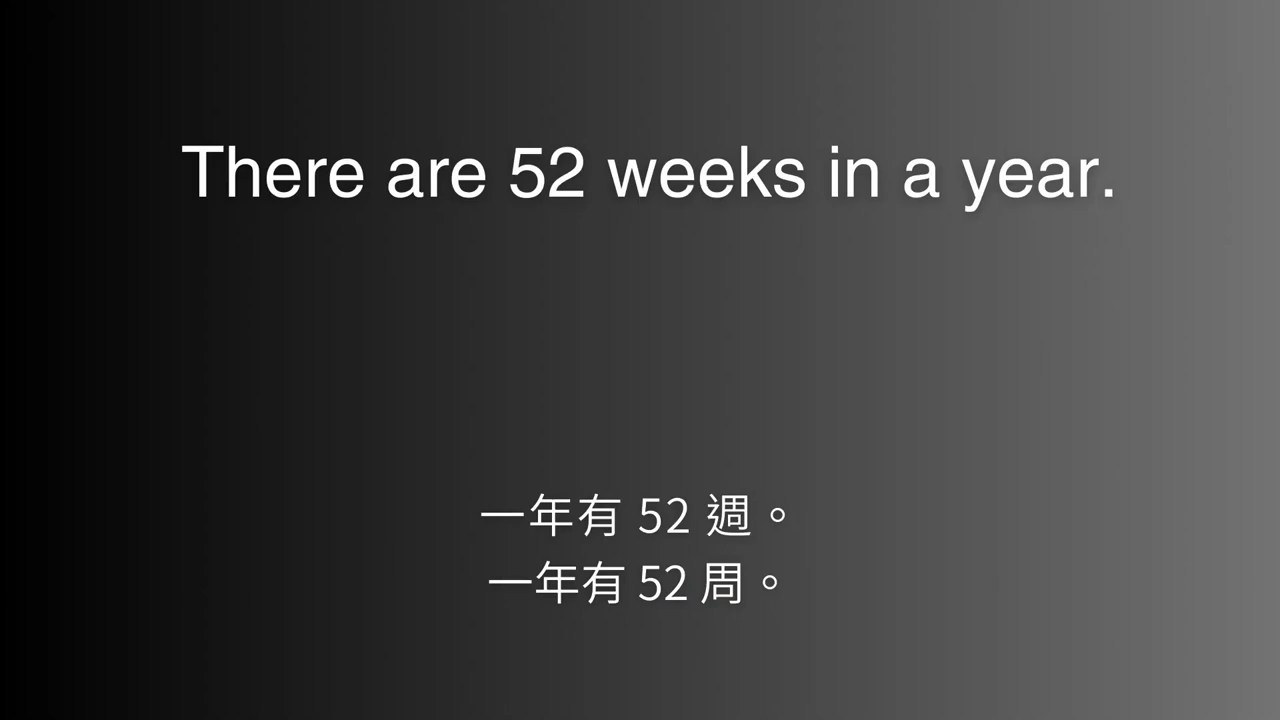 There are 52 weeks in a year.
一年有 52 週。
一年有 52 周。